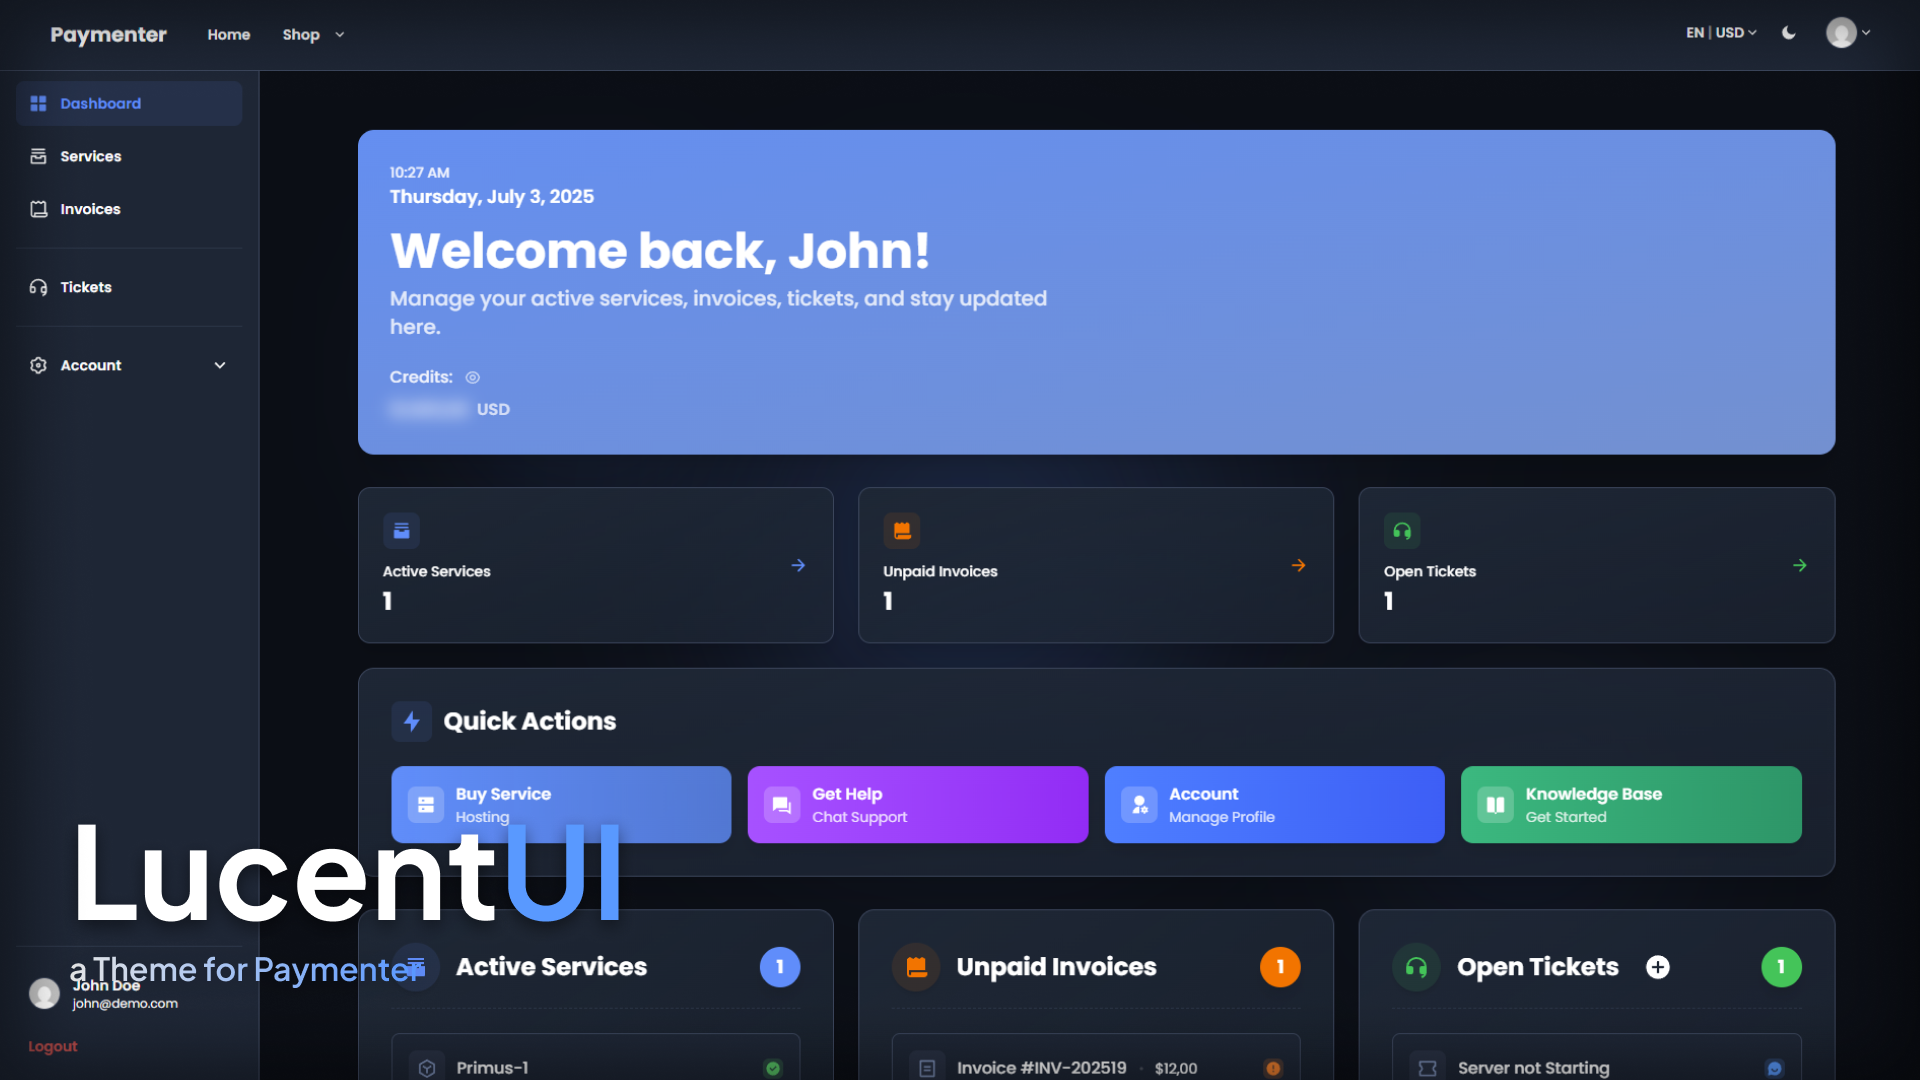 Paymenter
Home
Shop
EN | USD
Dashboard
Services
Invoices
Tickets
Account
10:27 AM
Thursday, July 3, 2025
Welcome back, John!
Manage your active services, invoices, tickets, and stay updated
here.
Credits:
USD
Active Services
1
Unpaid Invoices
1
Open Tickets
1
Quick Actions
Buy Service
Hosting
Get Help
Chat Support
Account
Manage Profile
Knowledge Base
Get Started
LucentUI
a Theme for Paymenter
John Doe
john@demo.com
Logout
Active Services
1
Primus-1
Unpaid Invoices
1
Invoice #INV-202519 · $12,00
Open Tickets
1
Server not Starting